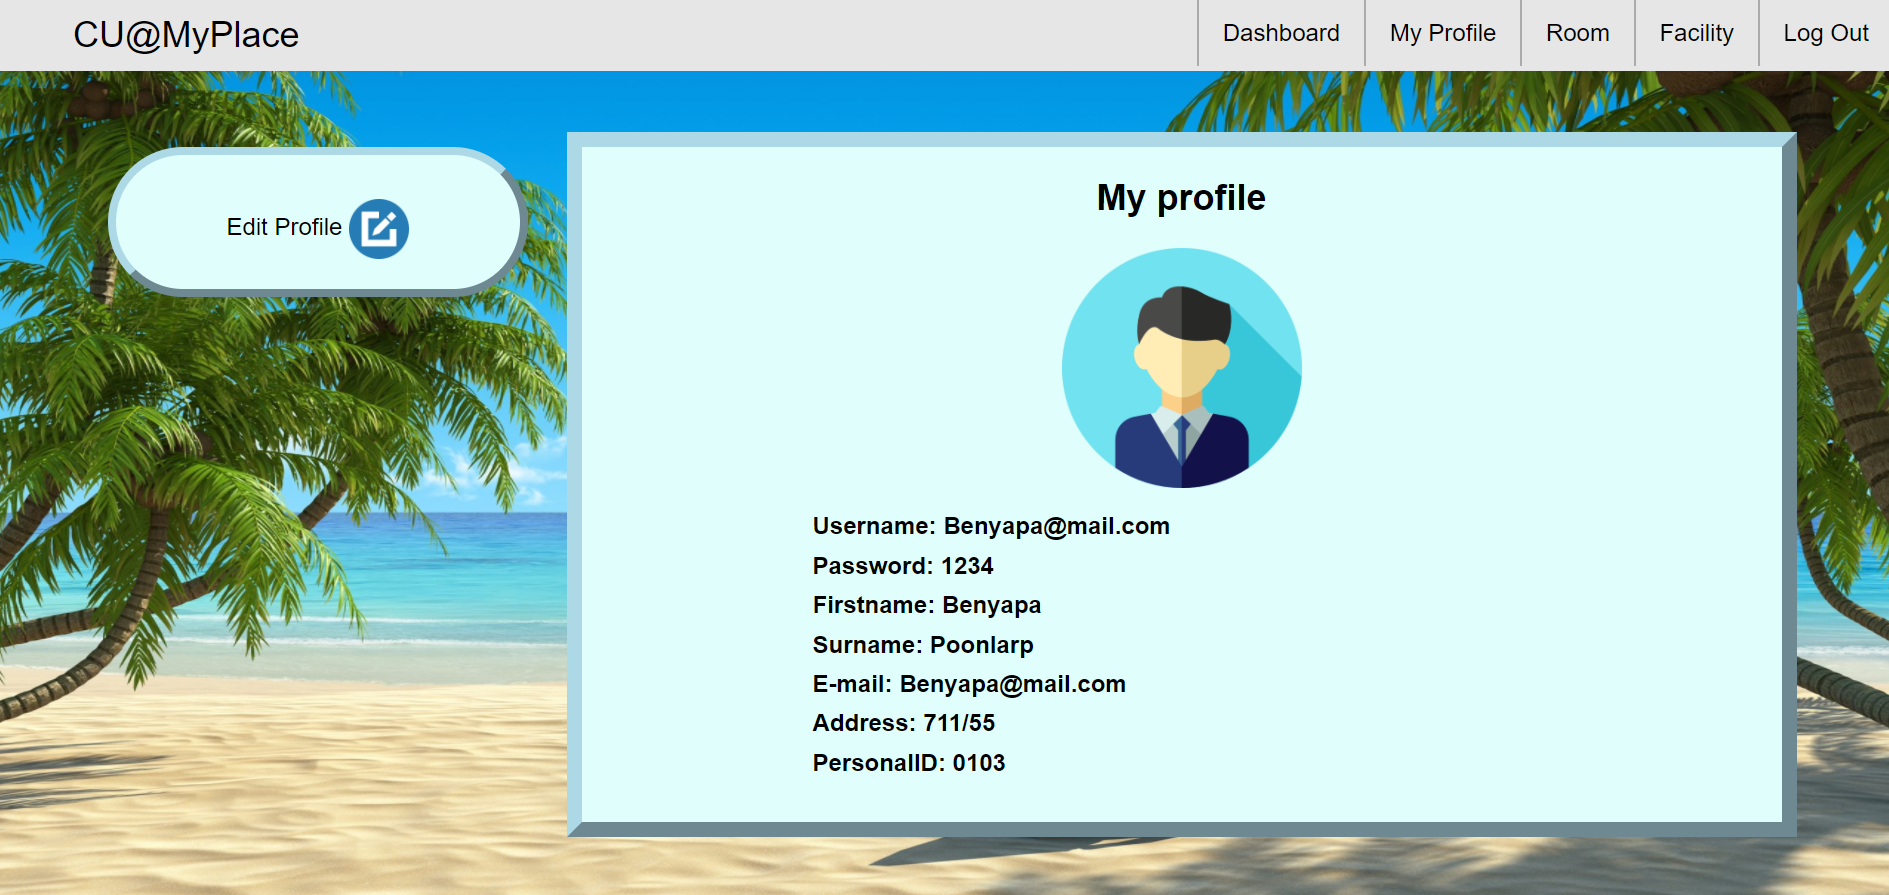 CU@MyPlace
Dashboard
My Profile
Room
Facility
Log Out
Edit Profile
My profile
Username: Benyapa@mail.com
Password: 1234
Firstname: Benyapa
Surname: Poonlarp
E-mail: Benyapa@mail.com
Address: 711/55
PersonalID: 0103